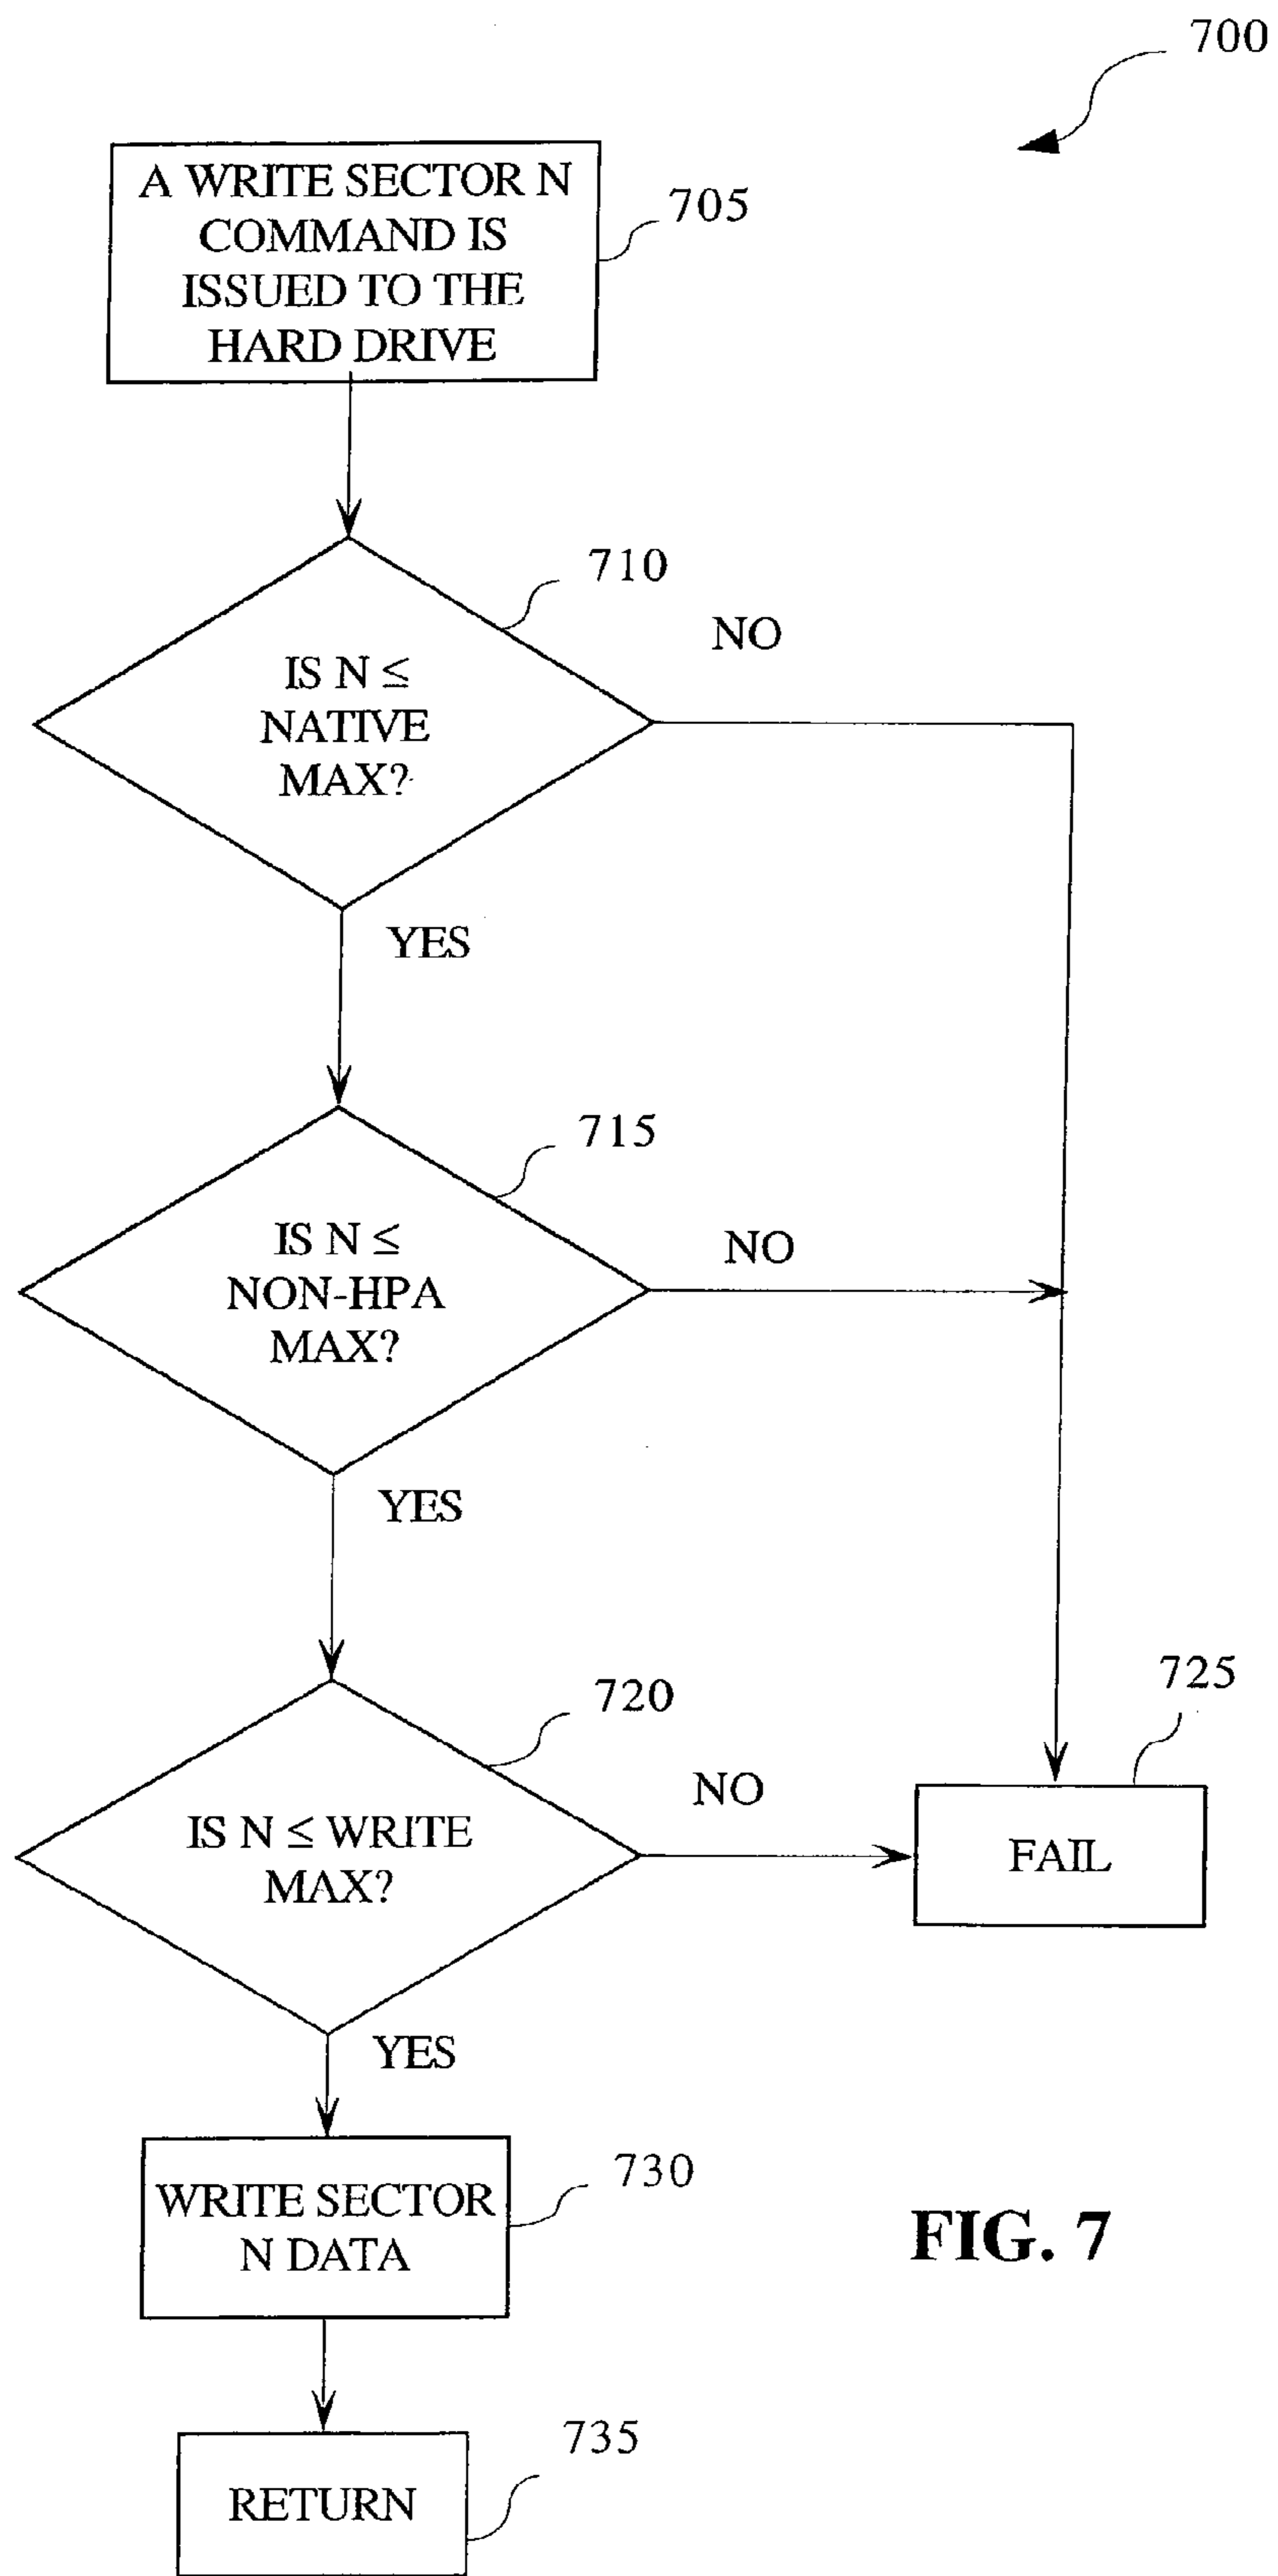 700
A WRITE SECTOR N
COMMAND IS
ISSUED TO THE
HARD DRIVE
705
710
NO
IS N ≤
NATIVE
MAX?
YES
715
NO
IS N ≤
NON-HPA
MAX?
YES
720
725
NO
IS N ≤ WRITE
MAX?
FAIL
YES
730
WRITE SECTOR
N DATA
FIG. 7
735
RETURN